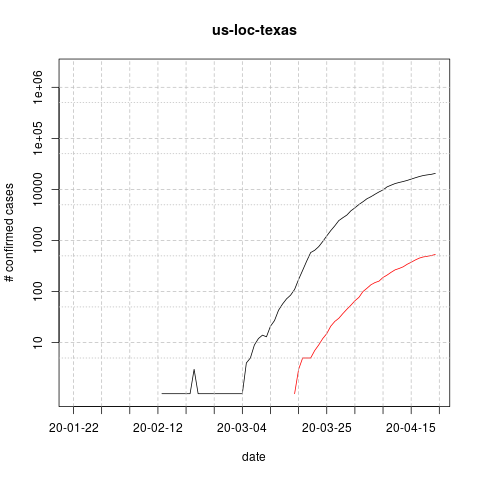 us-loc-texas
# confirmed cases
1e+06
1e+05
10000
1000
100
10
20-01-22
20-02-12
20-03-04
20-03-25
20-04-15
date